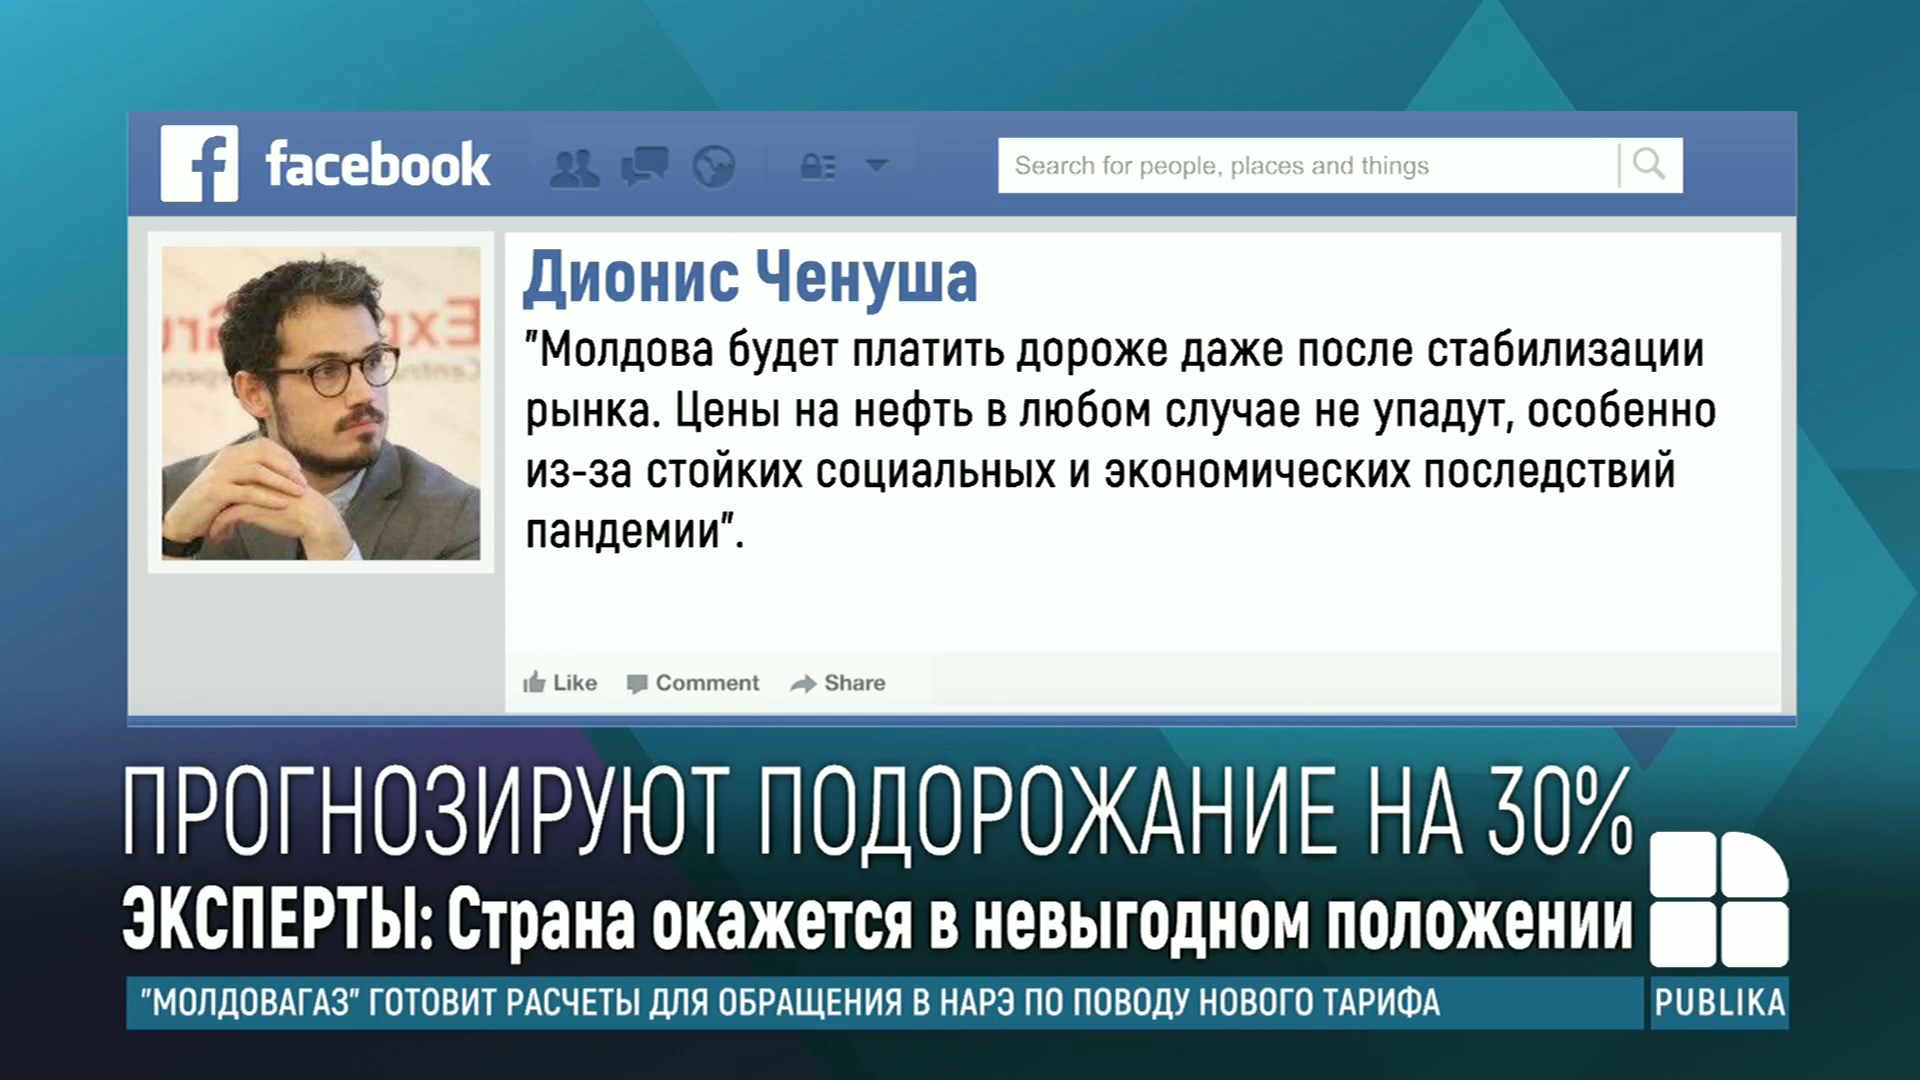 facebook
Search for people, places and things
Дионис Ченуша
"Молдова будет платить дороже даже после стабилизации
рынка. Цены на нефть в любом случае не упадут, особенно
из-за стойких социальных и экономических последствий
пандемии".
Like Comment Share
ПРОГНОЗИРУЮТ ПОДОРОЖАНИЕ НА 30%
ЭКСПЕРТЫ: Страна окажется в невыгодном положении
"МОЛДОВАГАЗ" ГОТОВИТ РАСЧЕТЫ ДЛЯ ОБРАЩЕНИЯ В НАРЭ ПО ПОВОДУ НОВОГО ТАРИФА
PUBLIKA